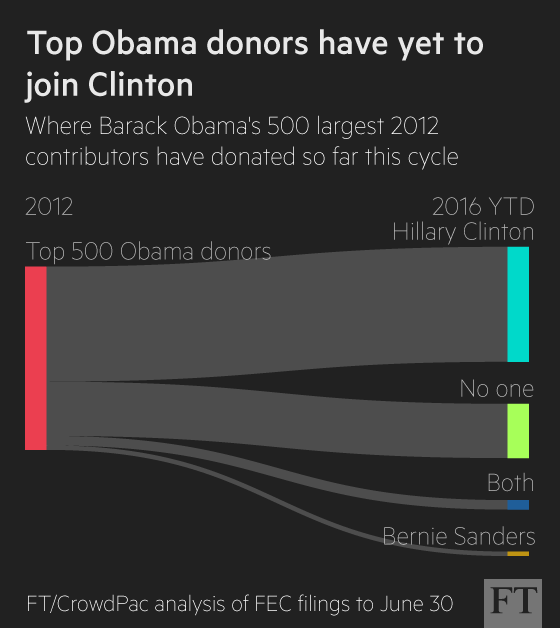 Top Obama donors have yet to
join Clinton
Where Barack Obama's 500 largest 2012
contributors have donated so far this cycle
2012
2016 YTD
Hillary Clinton
Top 500 Obama donors
No one
Both
Bernie Sanders
FT/CrowdPac analysis of FEC filings to June 30
FT